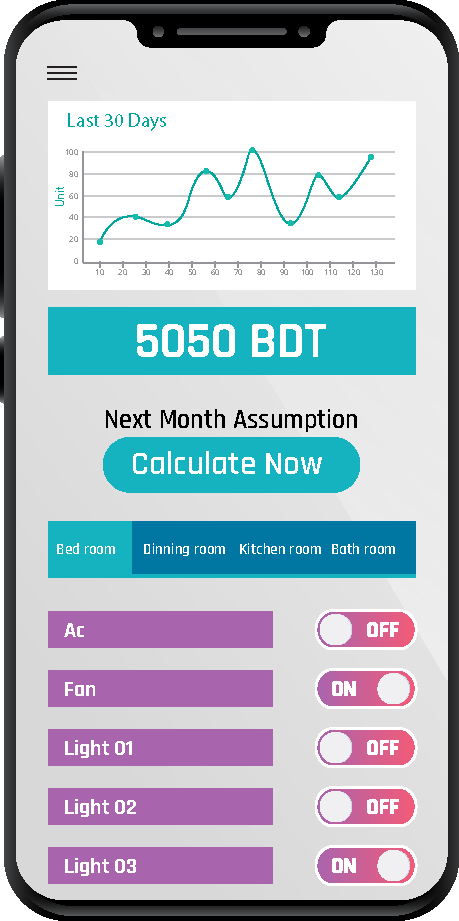 Last 30 Days
Unit
100
80
60
40
20
0
10 20 30 40 50 60 70 80 90 100 110 120 130
5050 BDT
Next Month Assumption
Calculate Now
Bed room Dinning room Kitchen room Bath room
Ac OFF
Fan ON
Light 01 OFF
Light 02 OFF
Light 03 ON